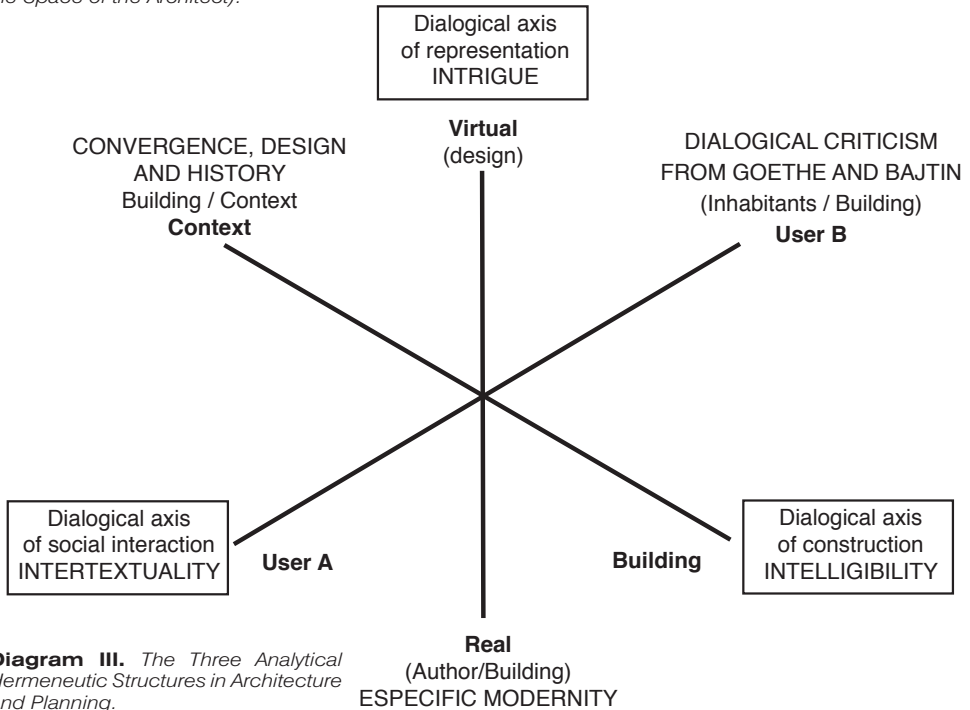 Space of the Architect).
Dialogical axis
of representation
INTRIGUE
Virtual
(design)
CONVERGENCE, DESIGN
AND HISTORY
Building / Context
Context
DIALOGICAL CRITICISM
FROM GOETHE AND BAJTIN
(Inhabitants / Building)
User B
Dialogical axis
of social interaction
INTERTEXTUALITY
User A
Building
Dialogical axis
of construction
INTELLIGIBILITY
Real
(Author/Building)
ESPECIFIC MODERNITY
Diagram III. The Three Analytical
Hermeneutic Structures in Architecture
and Planning.